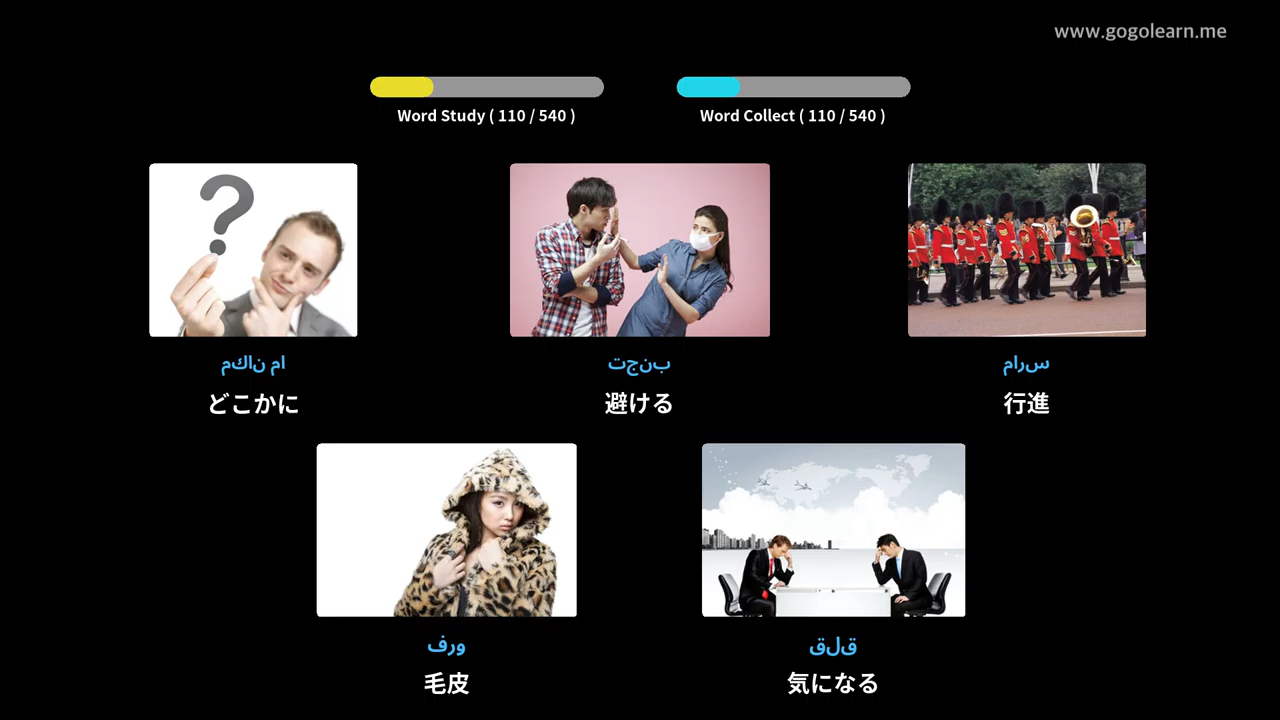 www.gogolearn.me
Word Study ( 110 / 540 )
Word Collect ( 110 / 540 )
ام ناكم
どこかに
بنجت
避ける
سرام
行進
ورف
毛皮
قلق
気になる